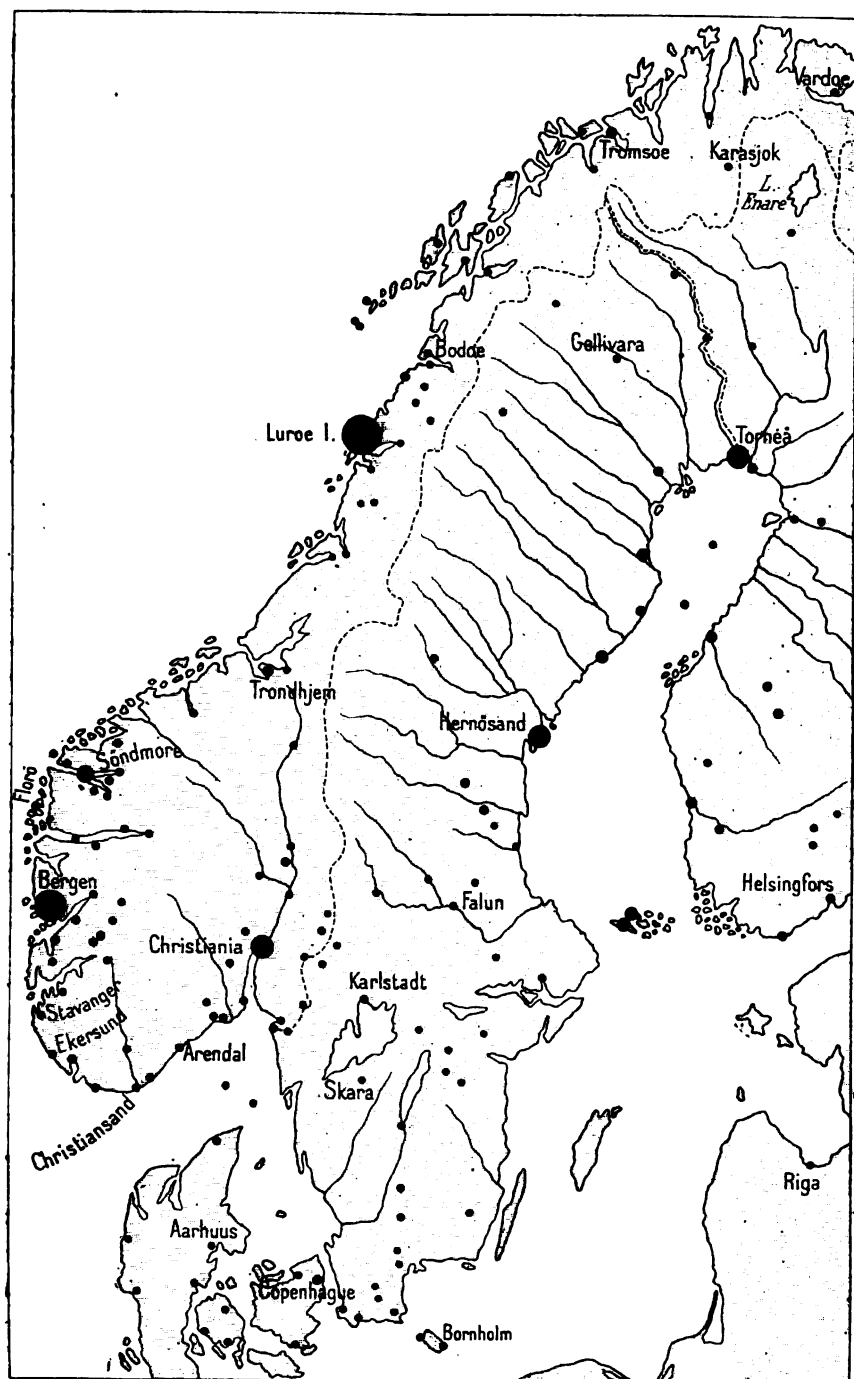 Vardoe
Tromsoe
Karasjok
L.
Enare
Bodoe
Gellivara
Luroe I.
Torneå
Trondhjem
Hernösand
Söndmore
Florö
Bergen
Falun
Helsingfors
Christiania
Karlstadt
Stavanger
Ekersund
Arendal
Skara
Christiansand
Riga
Aarhuus
Copenhague
Bornholm